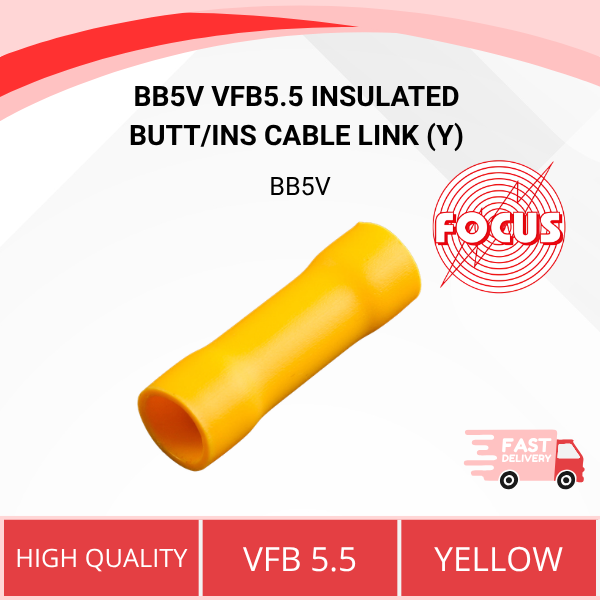 BB5V VFB5.5 INSULATED
BUTT/INS CABLE LINK (Y)
BB5V
FOCUS
FAST
DELIVERY
HIGH QUALITY
VFB 5.5
YELLOW